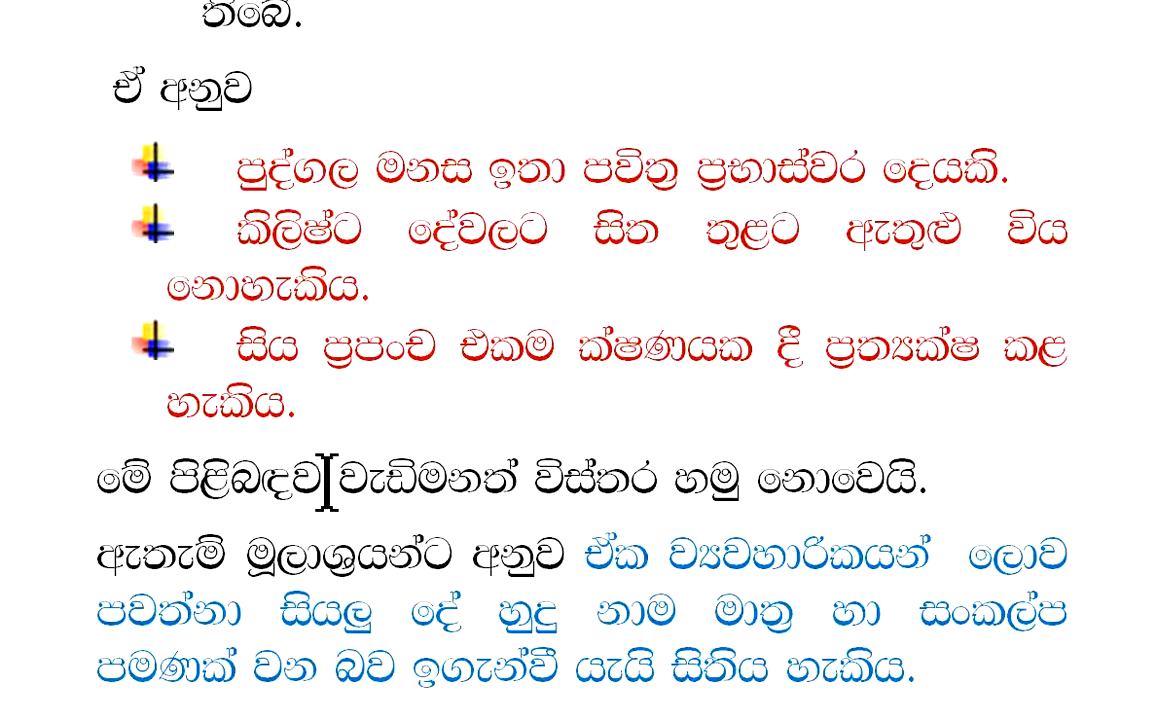 තිබේ.
ඒ අනුව
පුද්ගල මනස ඉතා පවිත්‍ර ප්‍රභාස්වර දෙයකි.
කිලිෂ්ට දේවලට සිත තුළට ඇතුළු විය
නොහැකිය.
සිය ප්‍රපංච එකම ක්ෂණයක දී ප්‍රත්‍යක්ෂ කළ
හැකිය.
මේ පිළිබඳව වැඩිමනත් විස්තර හමු නොවෙයි.
ඇතැම් මූලාශ්‍රයන්ට අනුව ඒක ව්‍යවහාරිකයන් ලොව
පවත්නා සියලු දේ හුදු නාම මාත්‍ර හා සංකල්ප
පමණක් වන බව ඉගැන්වී යැයි සිතිය හැකිය.